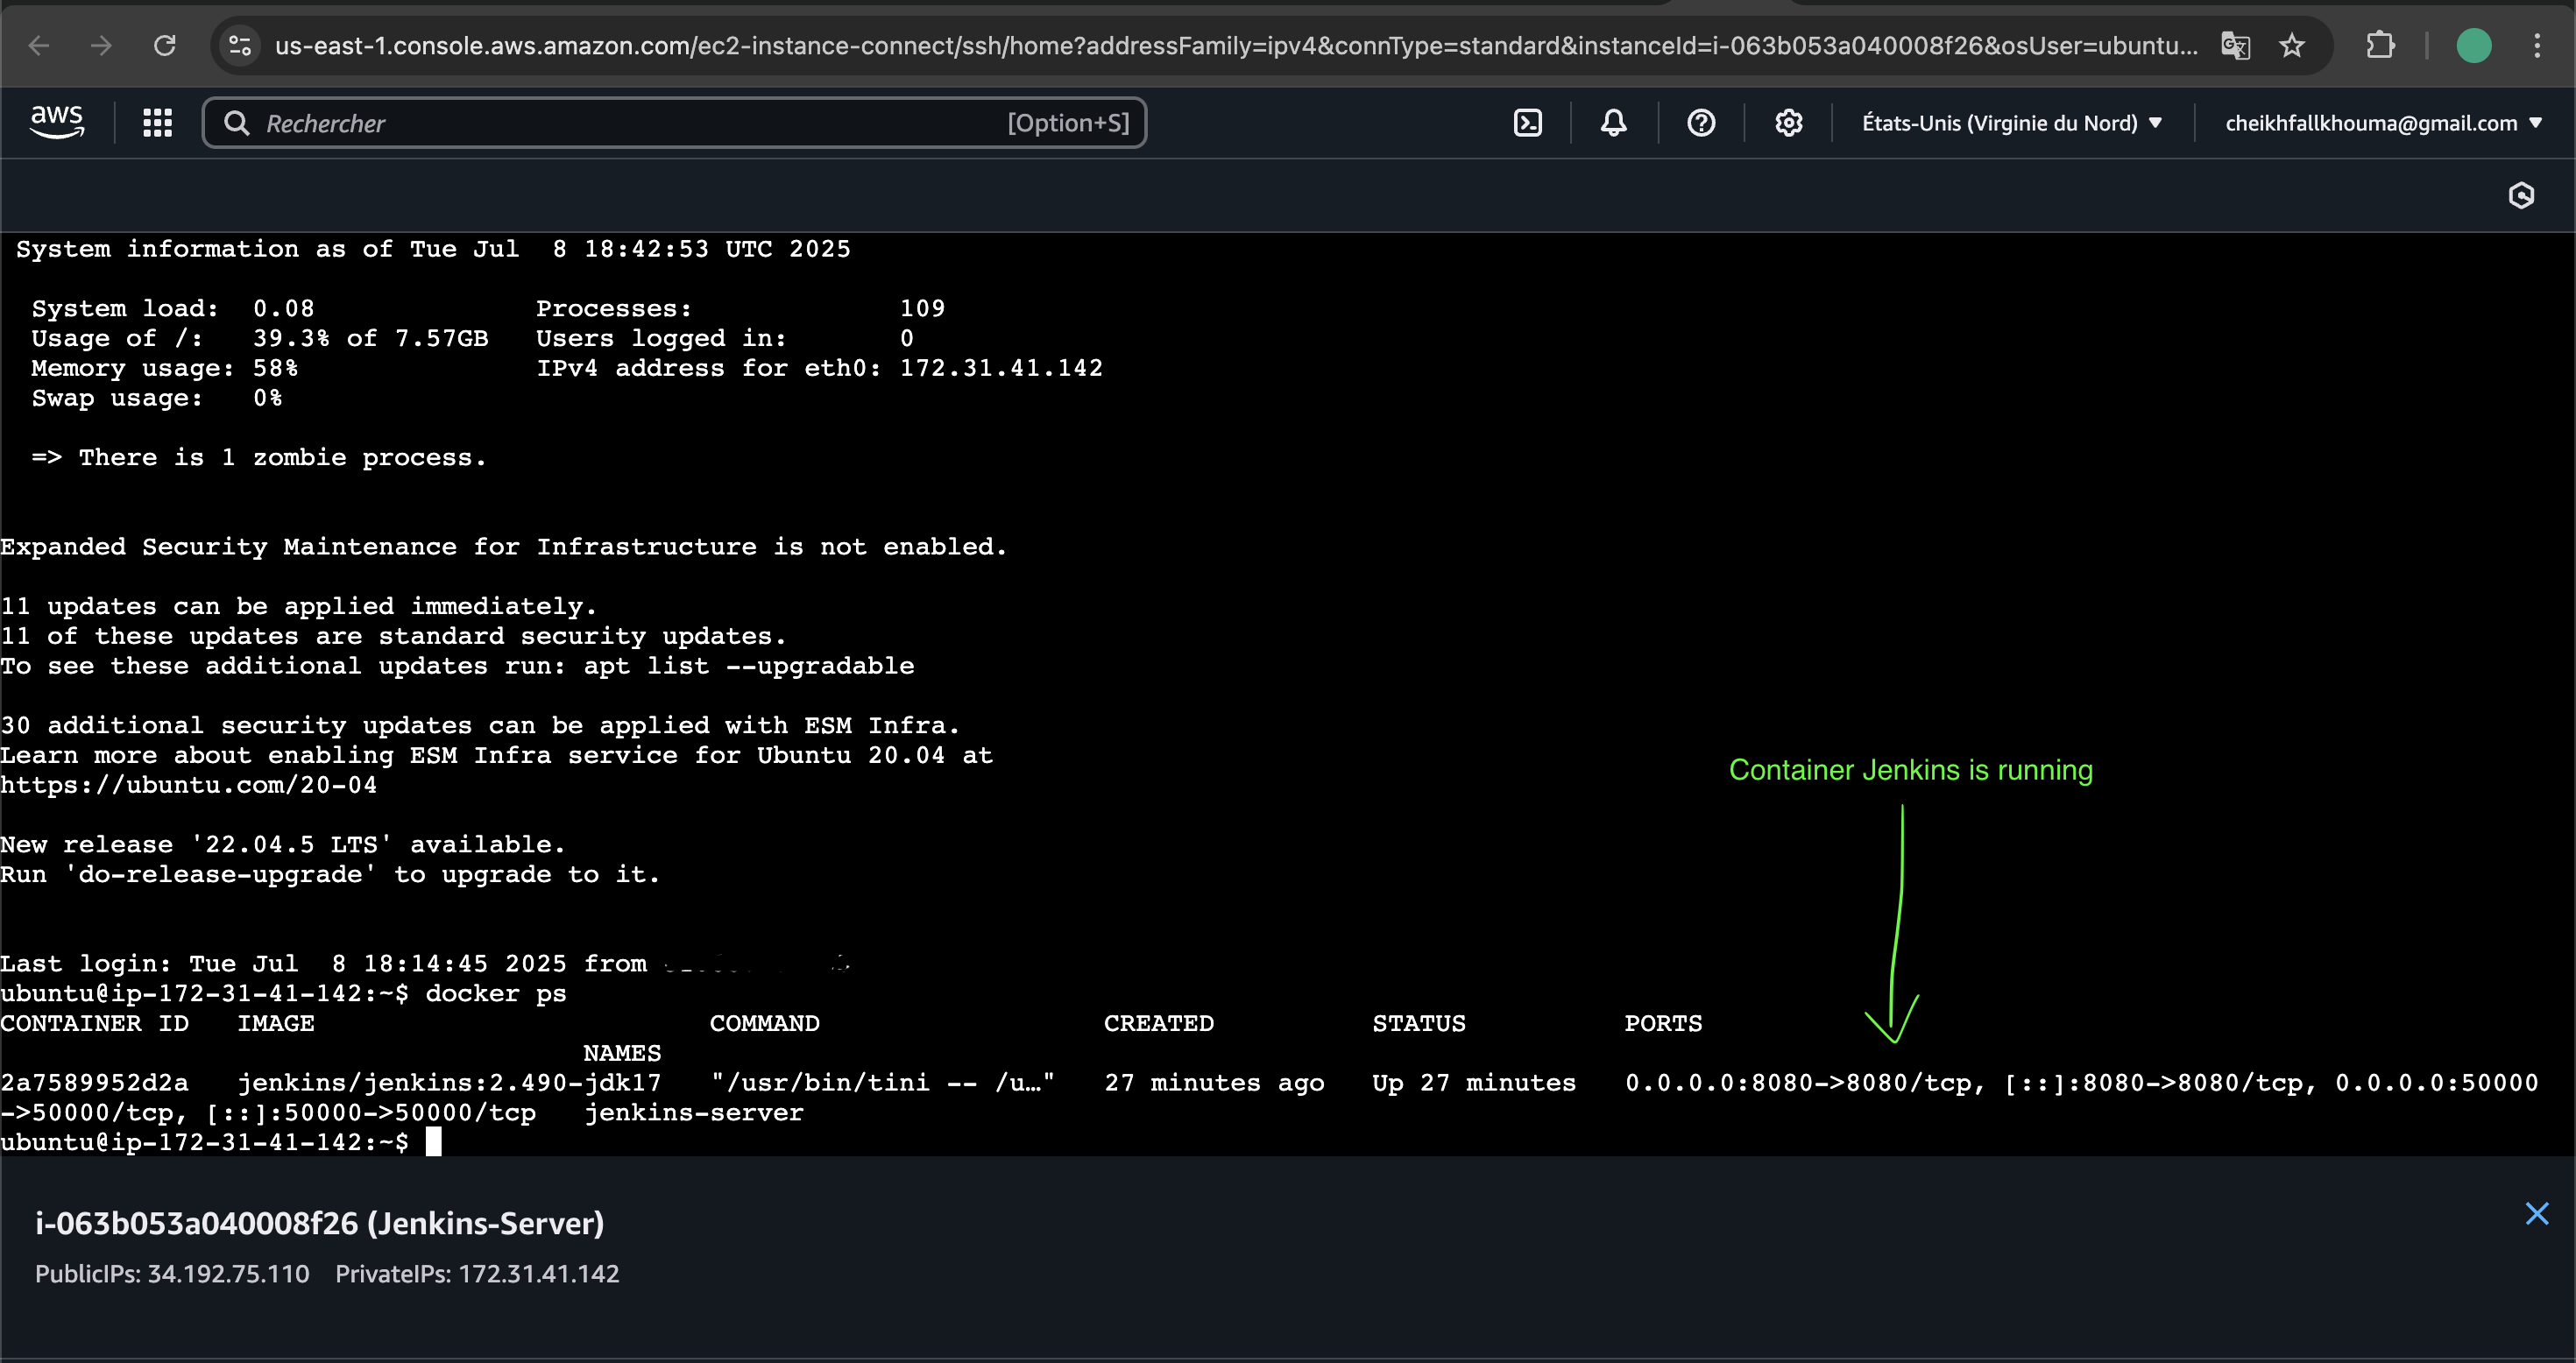 us-east-1.console.aws.amazon.com/ec2-instance-connect/ssh/home?addressFamily=ipv4&connType=standard&instanceId=i-063b053a040008f26&osUser=ubuntu...
aws
Rechercher
[Option+S]
États-Unis (Virginie du Nord)
cheikhfallkhouma@gmail.com
System information as of Tue Jul  8 18:42:53 UTC 2025
System load:  0.08  Processes:  109
Usage of /:  39.3% of 7.57GB  Users logged in:  0
Memory usage: 58%  IPv4 address for eth0: 172.31.41.142
Swap usage:  0%
=> There is 1 zombie process.
Expanded Security Maintenance for Infrastructure is not enabled.
11 updates can be applied immediately.
11 of these updates are standard security updates.
To see these additional updates run: apt list --upgradable
30 additional security updates can be applied with ESM Infra.
Learn more about enabling ESM Infra service for Ubuntu 20.04 at
https://ubuntu.com/20-04
Container Jenkins is running
New release '22.04.5 LTS' available.
Run 'do-release-upgrade' to upgrade to it.
Last login: Tue Jul  8 18:14:45 2025 from
ubuntu@ip-172-31-41-142:~$ docker ps
CONTAINER ID   IMAGE   COMMAND   CREATED   STATUS   PORTS
NAMES
2a7589952d2a   jenkins/jenkins:2.490-jdk17   "/usr/bin/tini -- /u…"   27 minutes ago   Up 27 minutes   0.0.0.0:8080->8080/tcp, [::]:8080->8080/tcp, 0.0.0.0:50000
->50000/tcp, [::]:50000->50000/tcp   jenkins-server
ubuntu@ip-172-31-41-142:~$
i-063b053a040008f26 (Jenkins-Server)
PublicIPs: 34.192.75.110   PrivateIPs: 172.31.41.142